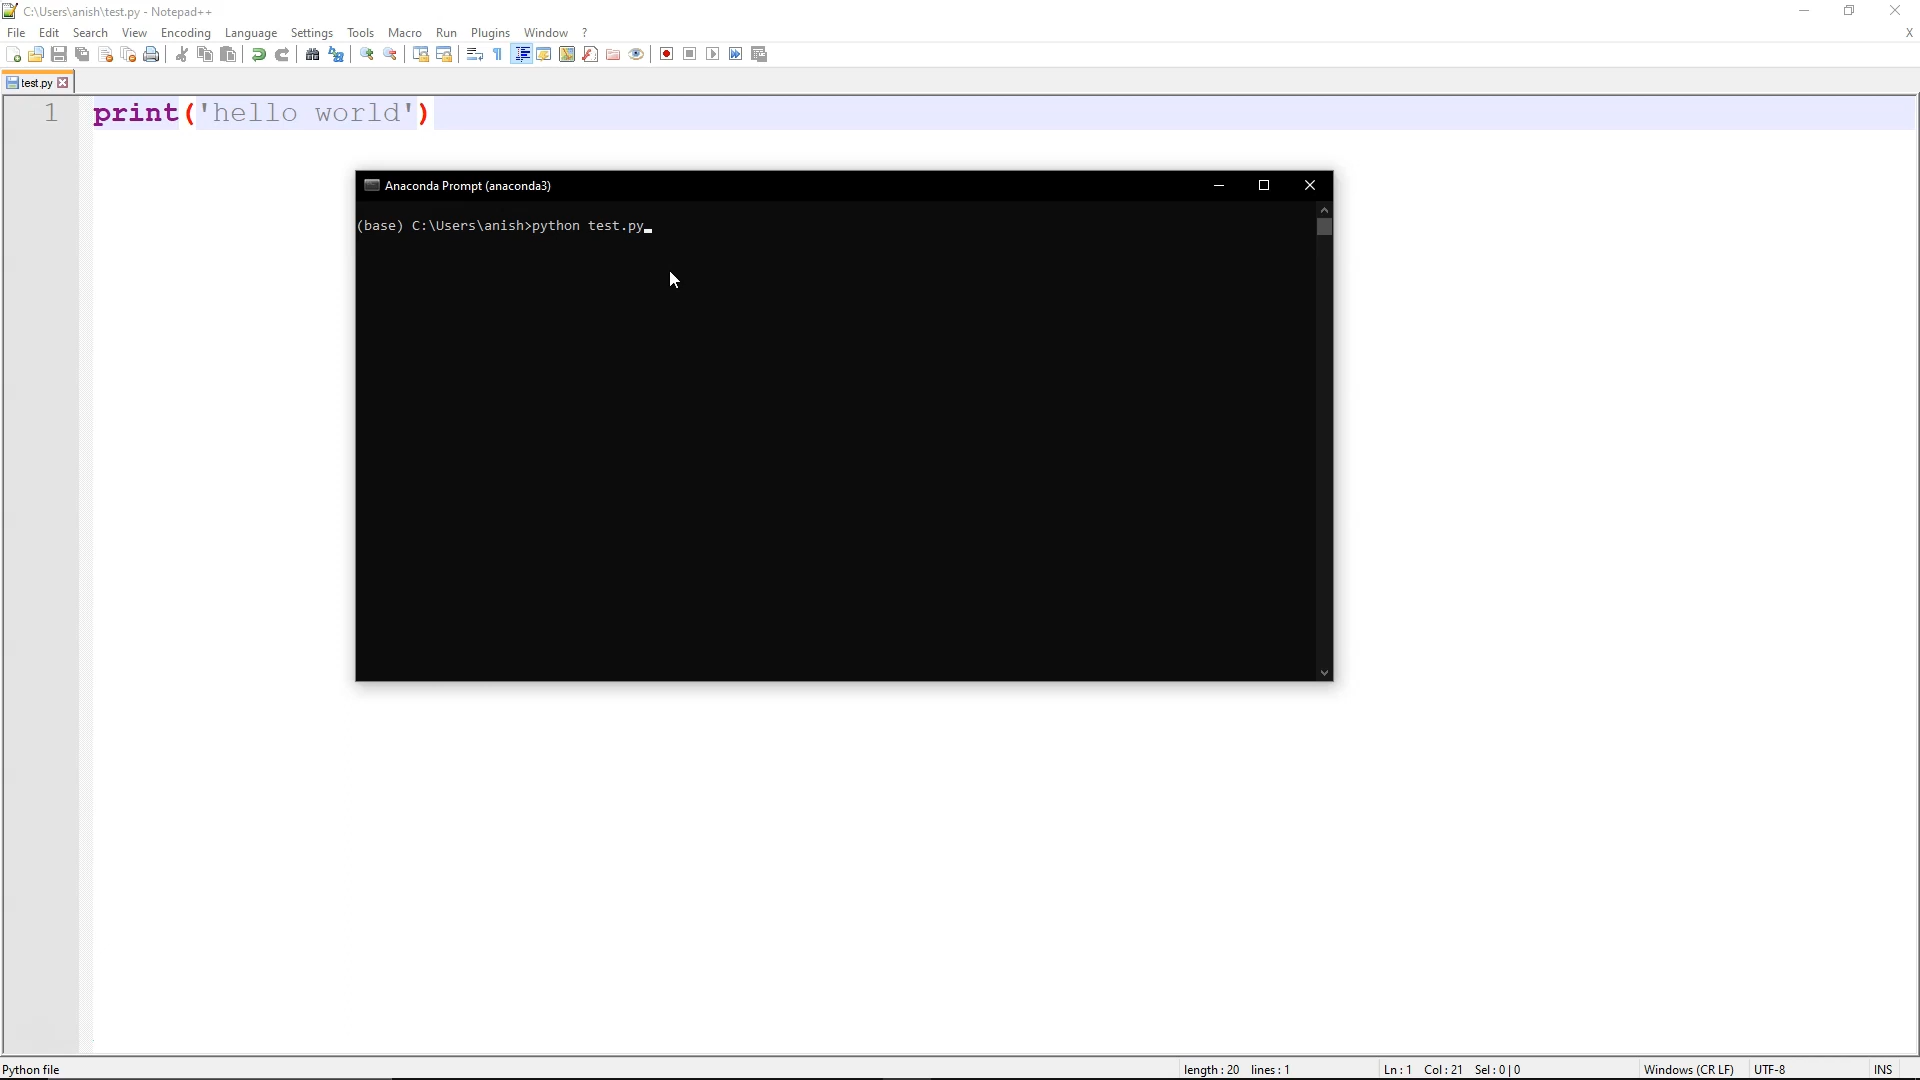 C:\Users\anish\test.py - Notepad++
File Edit Search View Encoding Language Settings Tools Macro Run Plugins Window ? X
test.py
1 print('hello world')
Anaconda Prompt (anaconda3)
(base) C:\Users\anish>python test.py
Python file length : 20 lines : 1 Ln : 1 Col : 21 Sel : 0 | 0 Windows (CR LF) UTF-8 INS